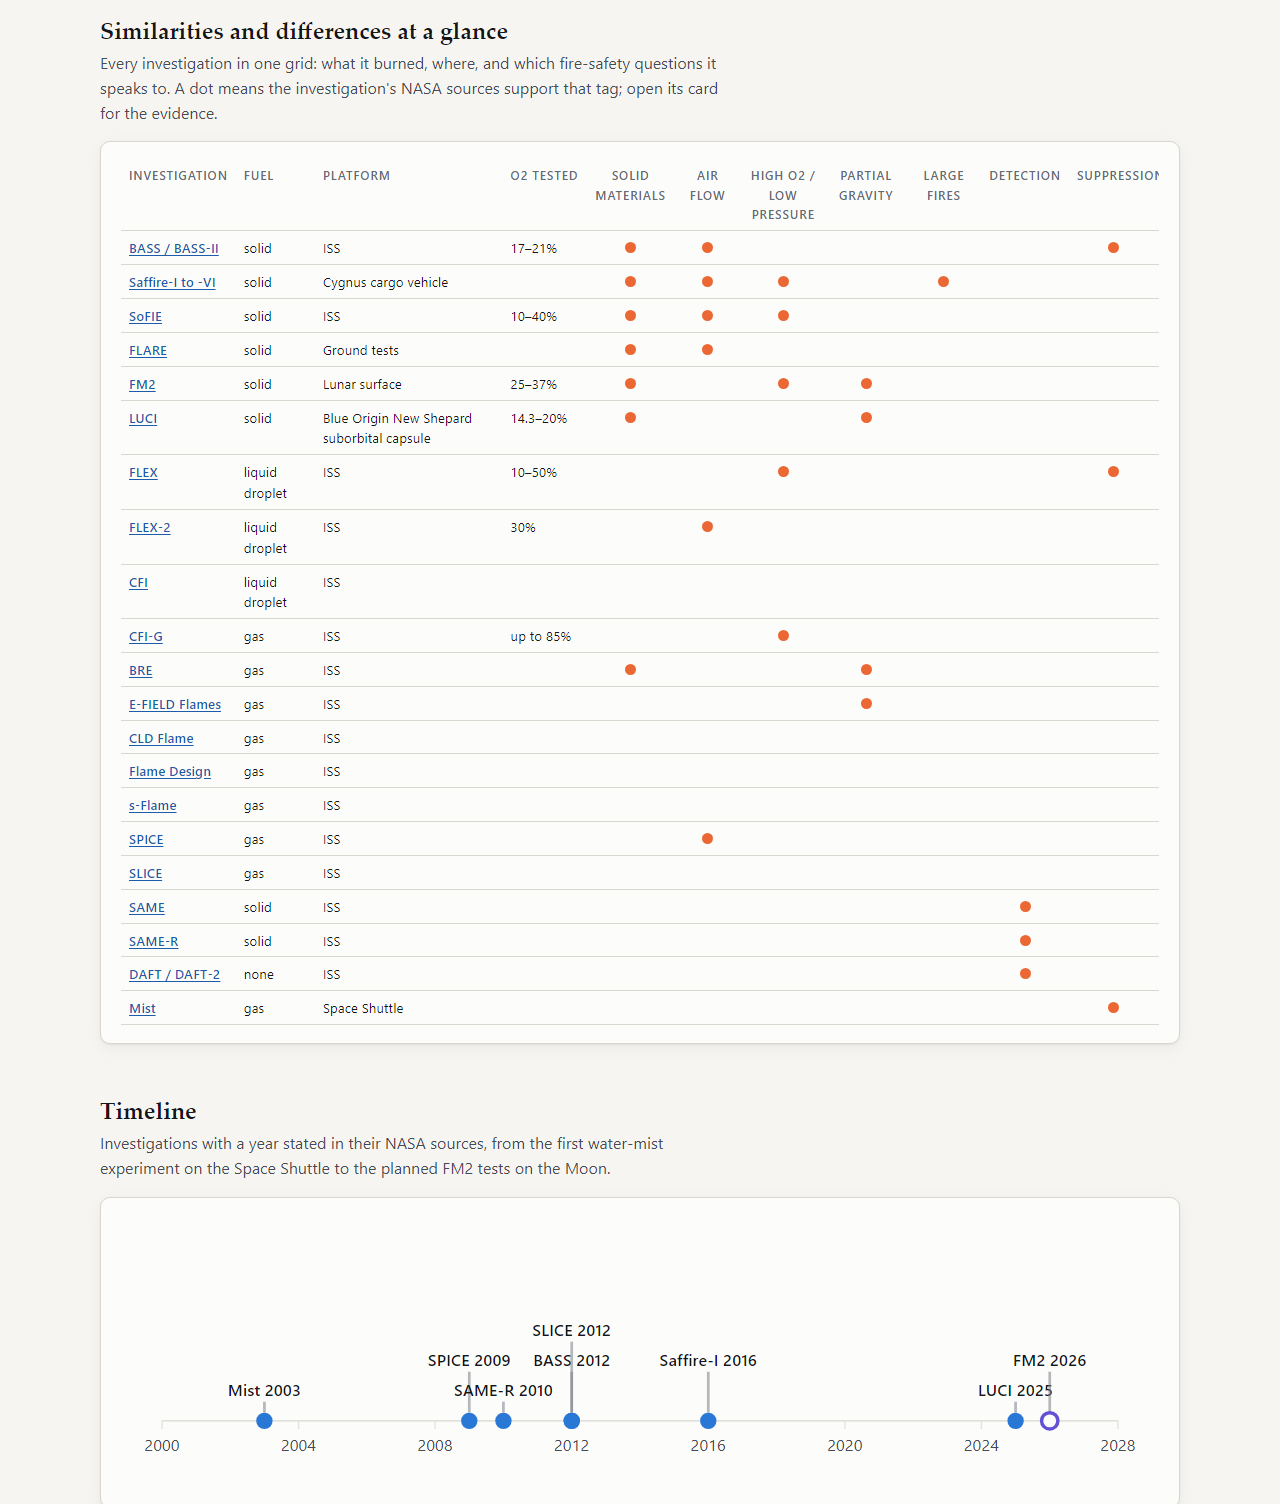 Similarities and differences at a glance
Every investigation in one grid: what it burned, where, and which fire-safety questions it
speaks to. A dot means the investigation's NASA sources support that tag; open its card
for the evidence.
INVESTIGATION FUEL PLATFORM O2 TESTED SOLID MATERIALS AIR FLOW HIGH O2 / LOW PRESSURE PARTIAL GRAVITY LARGE FIRES DETECTION SUPPRESSION
BASS / BASS-II solid ISS 17–21%
Saffire-I to -VI solid Cygnus cargo vehicle
SoFIE solid ISS 10–40%
FLARE solid Ground tests
FM2 solid Lunar surface 25–37%
LUCI solid Blue Origin New Shepard suborbital capsule 14.3–20%
FLEX liquid droplet ISS 10–50%
FLEX-2 liquid droplet ISS 30%
CFI liquid droplet ISS
CFI-G gas ISS up to 85%
BRE gas ISS
E-FIELD Flames gas ISS
CLD Flame gas ISS
Flame Design gas ISS
s-Flame gas ISS
SPICE gas ISS
SLICE gas ISS
SAME solid ISS
SAME-R solid ISS
DAFT / DAFT-2 none ISS
Mist gas Space Shuttle
Timeline
Investigations with a year stated in their NASA sources, from the first water-mist
experiment on the Space Shuttle to the planned FM2 tests on the Moon.
SLICE 2012
SPICE 2009 BASS 2012 Saffire-I 2016 FM2 2026
Mist 2003 SAME-R 2010 LUCI 2025
2000 2004 2008 2012 2016 2020 2024 2028